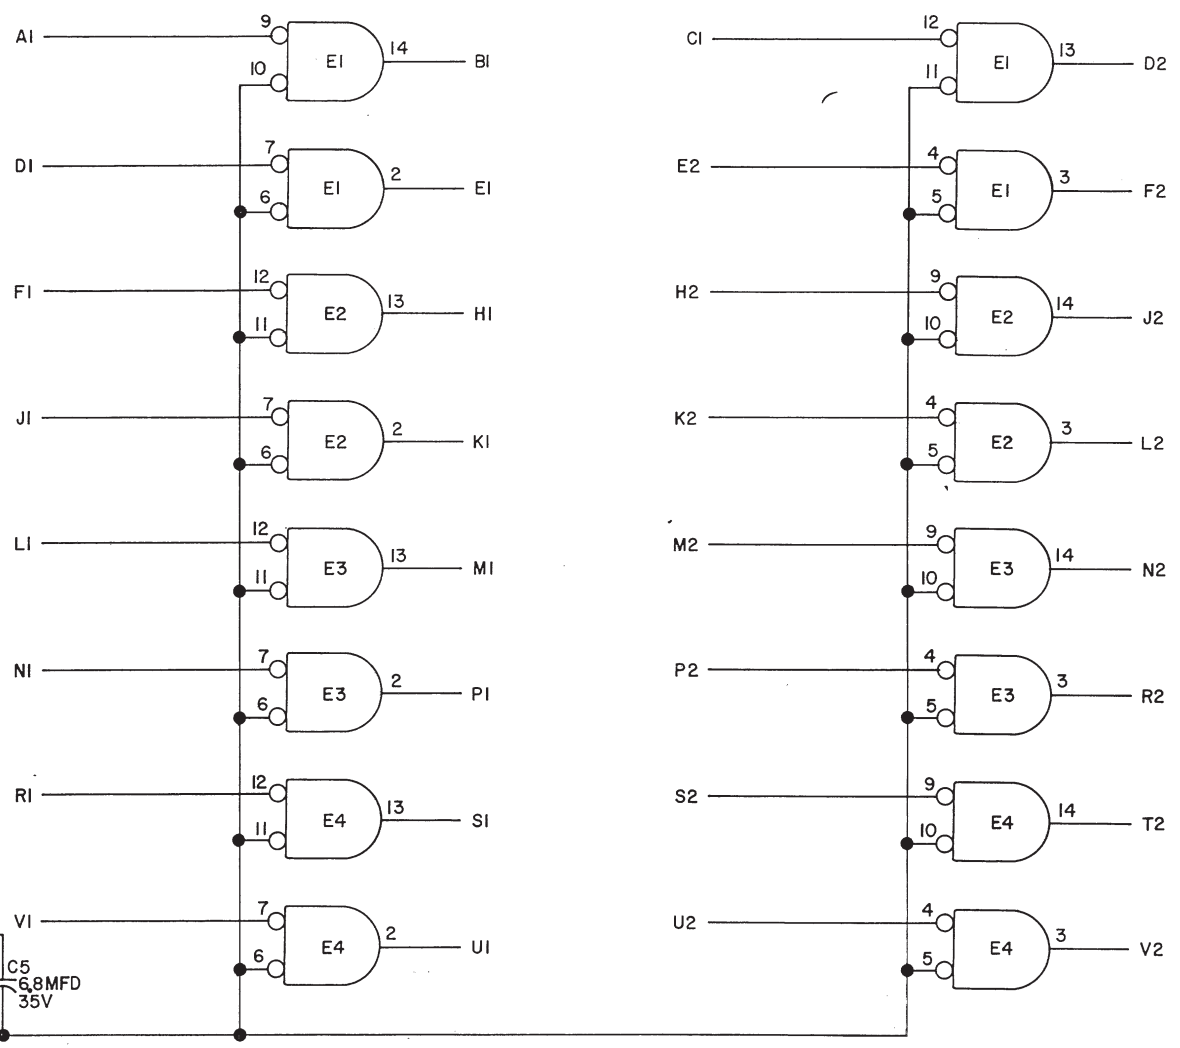 A1 9 10 E1 14 B1
D1 7 6 E1 2 E1
F1 12 11 E2 13 H1
J1 7 6 E2 2 K1
L1 12 11 E3 13 M1
N1 7 6 E3 2 P1
R1 12 11 E4 13 S1
V1 7 6 E4 2 U1
C5
6.8MFD
35V
C1 12 11 E1 13 D2
E2 4 5 E1 3 F2
H2 9 10 E2 14 J2
K2 4 5 E2 3 L2
M2 9 10 E3 14 N2
P2 4 5 E3 3 R2
S2 9 10 E4 14 T2
U2 4 5 E4 3 V2